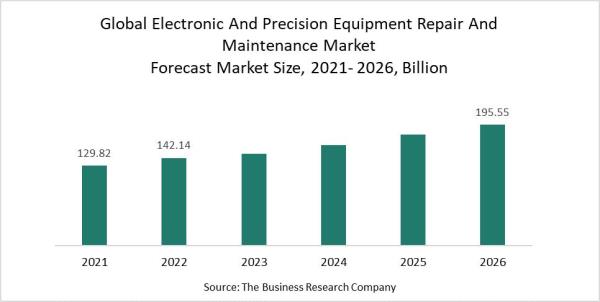 Global Electronic And Precision Equipment Repair And
Maintenance Market
Forecast Market Size, 2021- 2026, Billion
195.55
142.14
129.82
2021 2022 2023 2024 2025 2026
Source: The Business Research Company